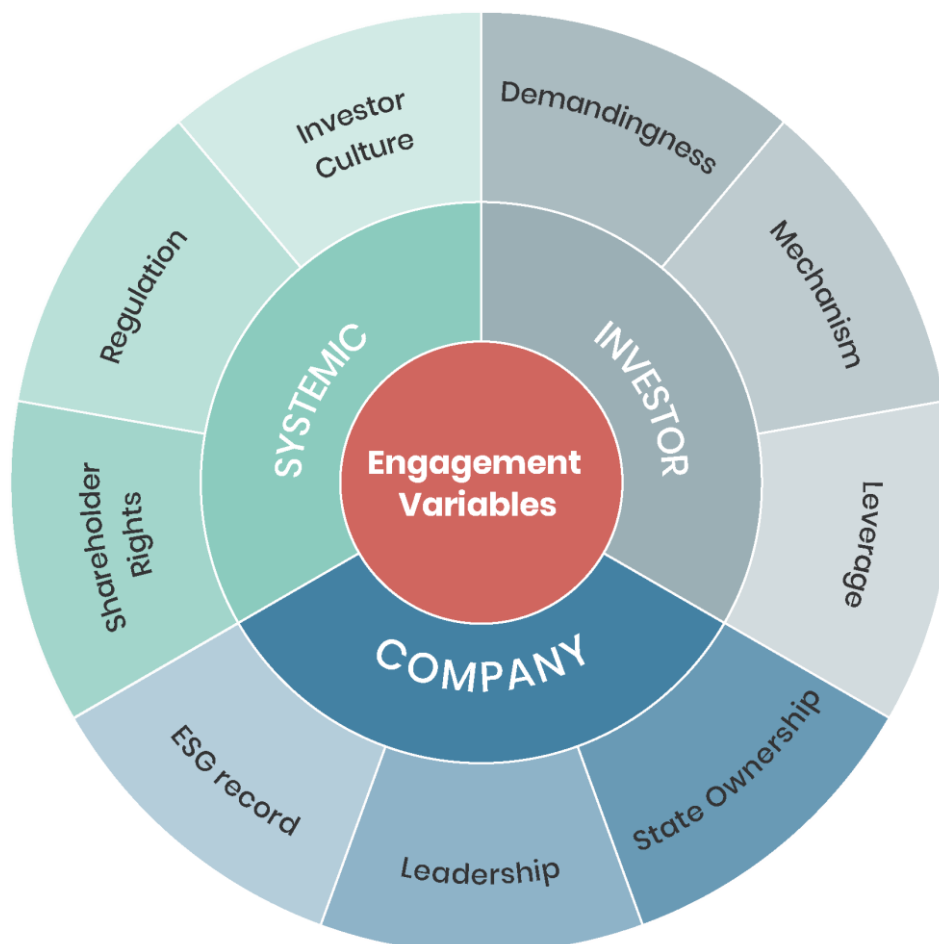 Engagement
Variables
INVESTOR
Demandingness
Mechanism
Leverage
COMPANY
State Ownership
Leadership
ESG record
SYSTEMIC
Shareholder
Rights
Regulation
Investor
Culture